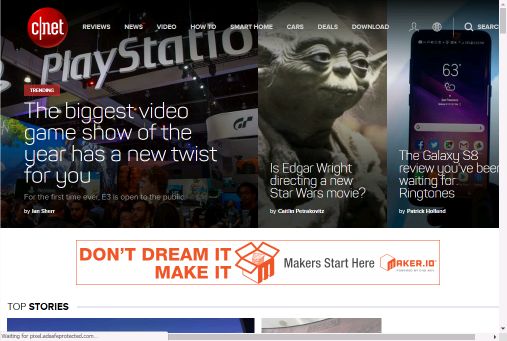 c|net
REVIEWS NEWS VIDEO HOW TO SMART HOME CARS DEALS DOWNLOAD SEARC
PlayStation
TRENDING
The biggest video
game show of the
year has a new twist
for you
For the first time ever, E3 is open to the public.
by Ian Sherr
GT
Is Edgar Wright
directing a new
Star Wars movie?
by Caitlin Petrakovitz
63°
The Galaxy S8
review you've been
waiting for:
Ringtones
by Patrick Holland
DON'T DREAM IT
MAKE IT
Makers Start Here
MAKER.IO
TOP STORIES
Waiting for pixel.adsafeprotected.com...